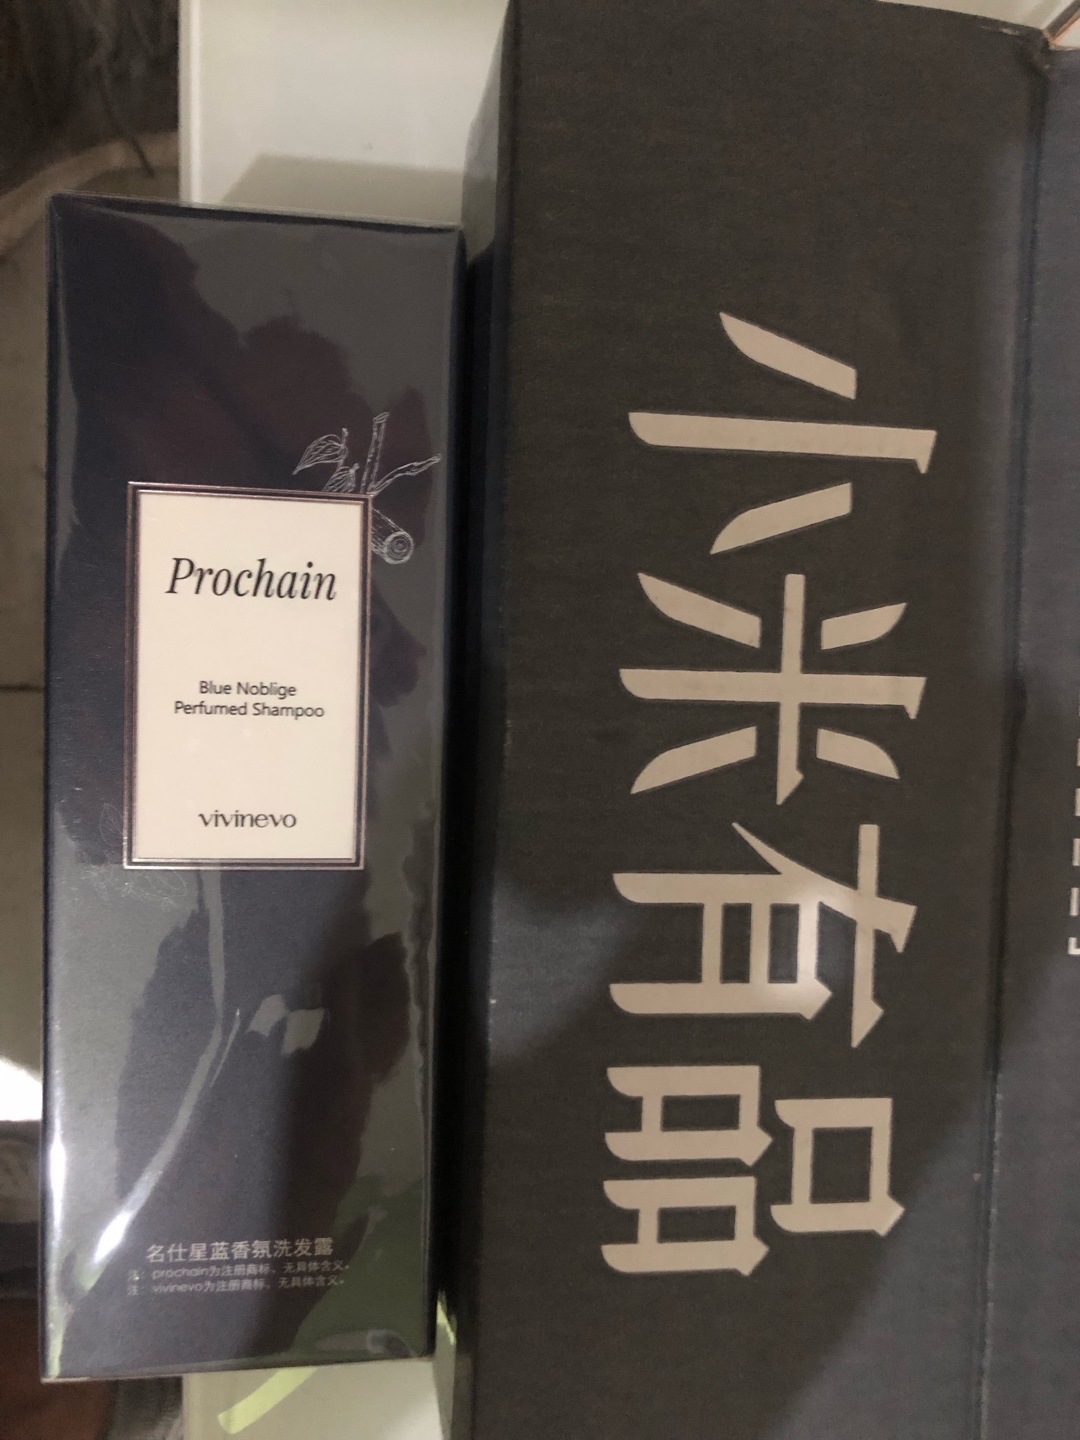 Prochain
Blue Noblige
Perfumed Shampoo
vivinevo
名仕星蓝香氛洗发露
注：prochain为注册商标、无具体含义。
注：vivinevo为注册商标、无具体含义。
小米有品